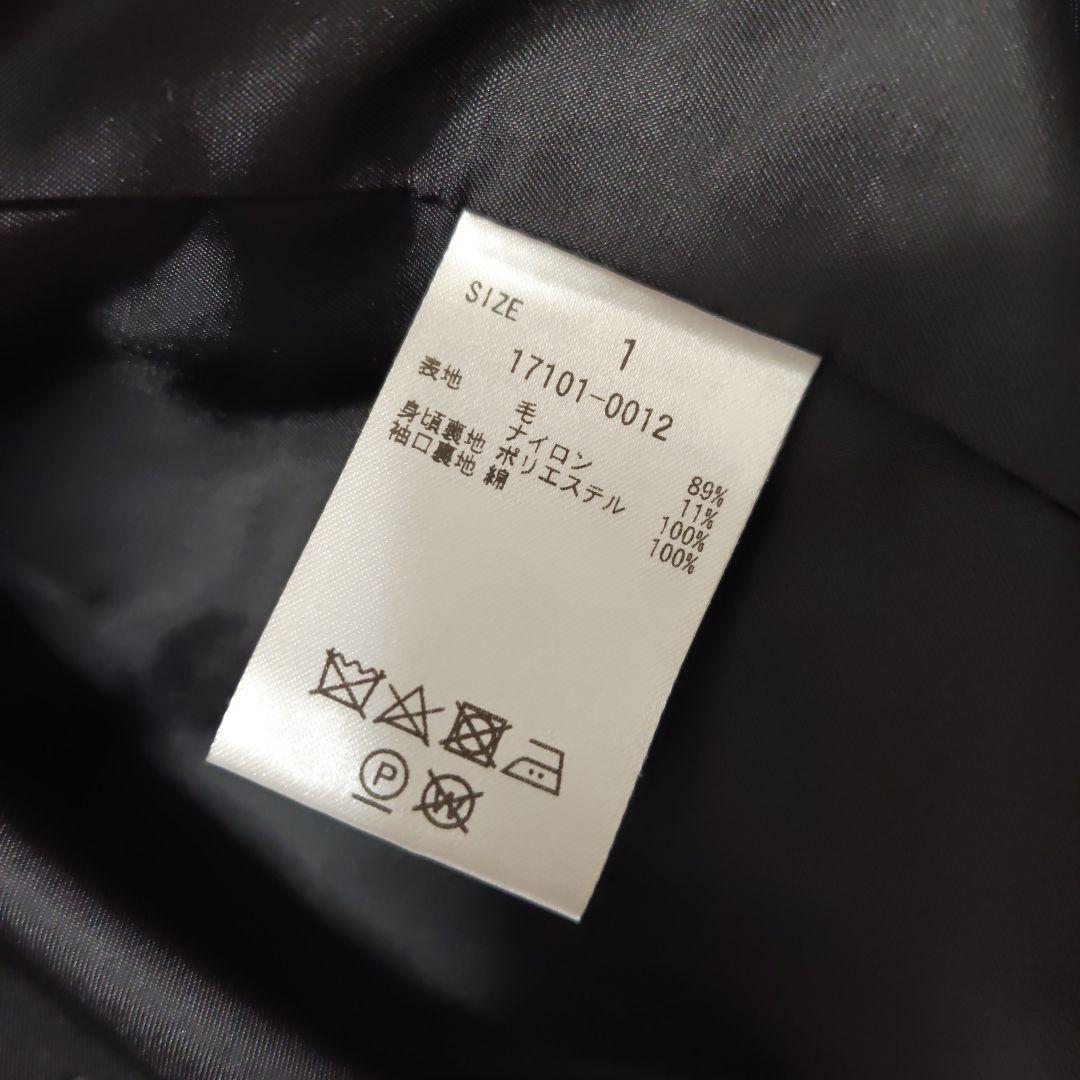 SIZE 1
17101-0012
表地 毛 89%
ナイロン 11%
身頃裏地 ポリエステル 100%
袖口裏地 綿 100%
P
W